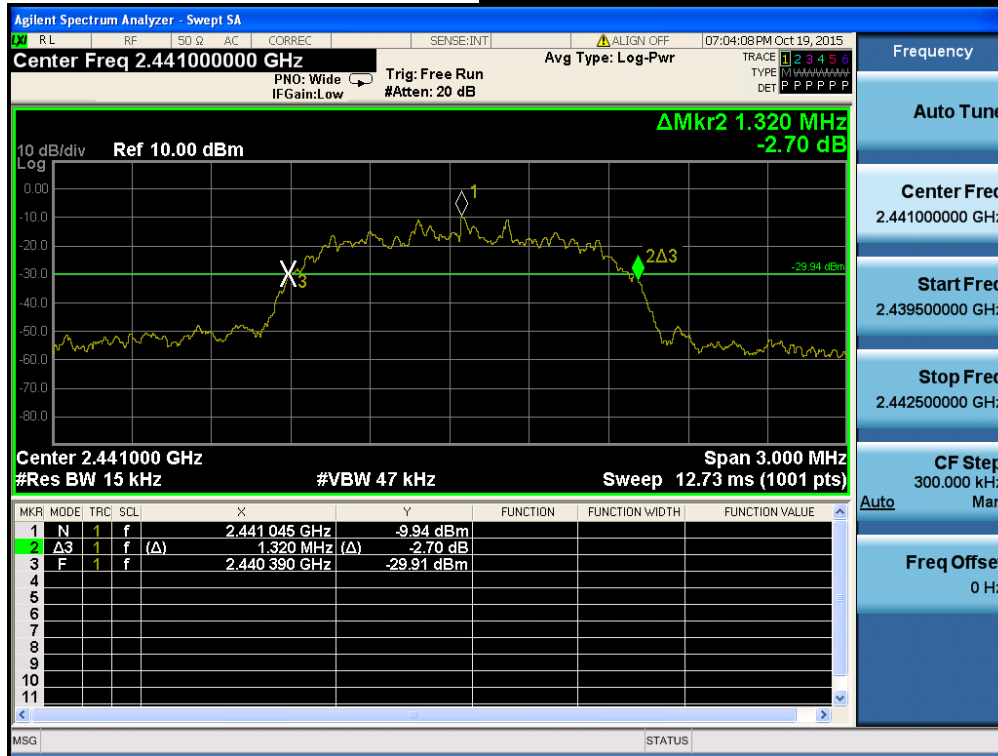 Agilent Spectrum Analyzer - Swept SA
LXI RL RF 50 Ω AC CORREC SENSE:INT ALIGN OFF 07:04:08 PM Oct 19, 2015
Center Freq 2.441000000 GHz
PNO: Wide
IFGain:Low
Trig: Free Run
#Atten: 20 dB
Avg Type: Log-Pwr
TRACE 1 2 3 4 5 6
TYPE M
DET P P P P P P
ΔMkr2 1.320 MHz
-2.70 dB
10 dB/div Ref 10.00 dBm
Log
0.00
-10.0
-20.0
-30.0
-40.0
-50.0
-60.0
-70.0
-80.0
1
2Δ3
3
-29.94 dBm
Center 2.441000 GHz
#Res BW 15 kHz
#VBW 47 kHz
Span 3.000 MHz
Sweep 12.73 ms (1001 pts)
MKR MODE TRC SCL X Y FUNCTION FUNCTION WIDTH FUNCTION VALUE
1 N 1 f 2.441 045 GHz -9.94 dBm
2 Δ3 1 f (Δ) 1.320 MHz (Δ) -2.70 dB
3 F 1 f 2.440 390 GHz -29.91 dBm
4
5
6
7
8
9
10
11
MSG STATUS
Frequency
Auto Tune
Center Freq
2.441000000 GHz
Start Freq
2.439500000 GHz
Stop Freq
2.442500000 GHz
CF Step
300.000 kHz
Auto Man
Freq Offset
0 Hz